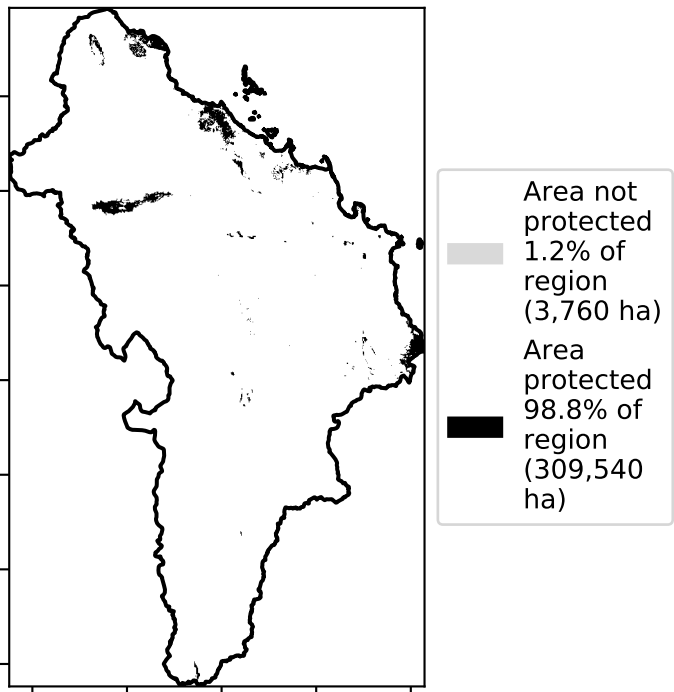 Area not
protected
1.2% of
region
(3,760 ha)
Area
protected
98.8% of
region
(309,540
ha)